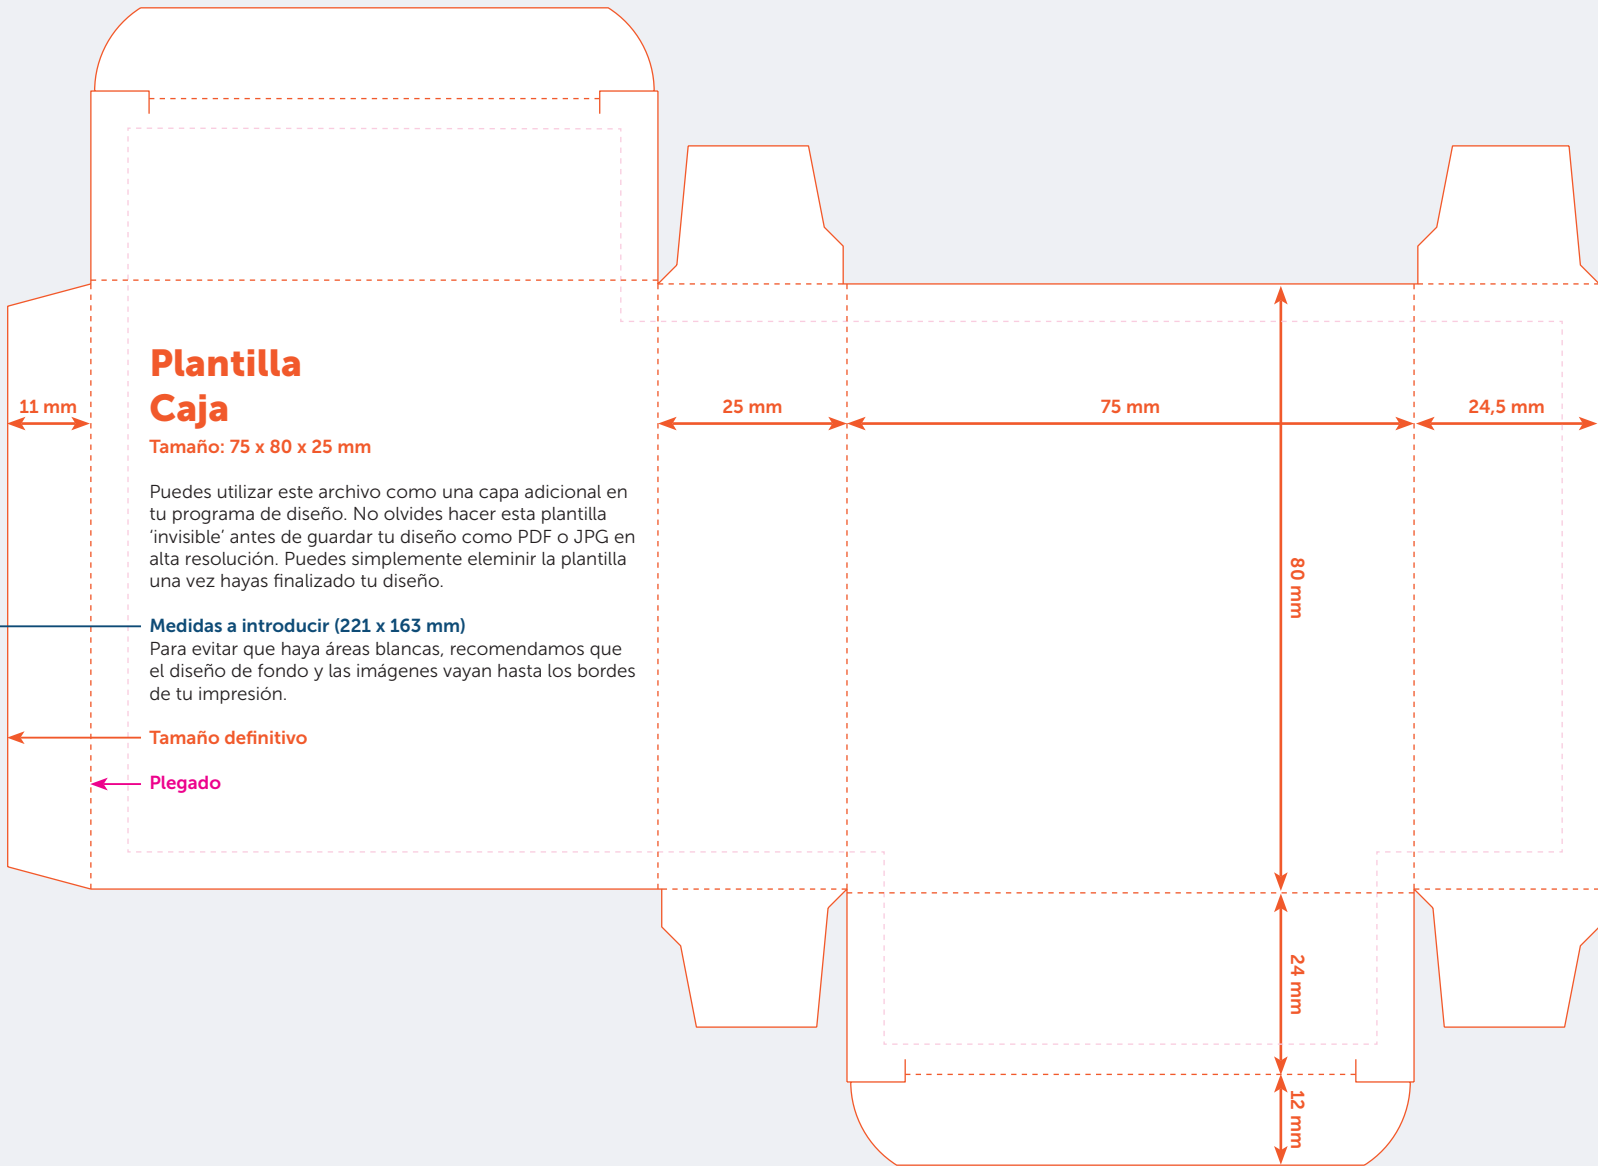 Plantilla
Caja
Tamaño: 75 x 80 x 25 mm
11 mm
25 mm
75 mm
24,5 mm
Puedes utilizar este archivo como una capa adicional en
tu programa de diseño. No olvides hacer esta plantilla
‘invisible’ antes de guardar tu diseño como PDF o JPG en
alta resolución. Puedes simplemente eleminir la plantilla
una vez hayas finalizado tu diseño.
80 mm
Medidas a introducir (221 x 163 mm)
Para evitar que haya áreas blancas, recomendamos que
el diseño de fondo y las imágenes vayan hasta los bordes
de tu impresión.
Tamaño definitivo
Plegado
24 mm
12 mm